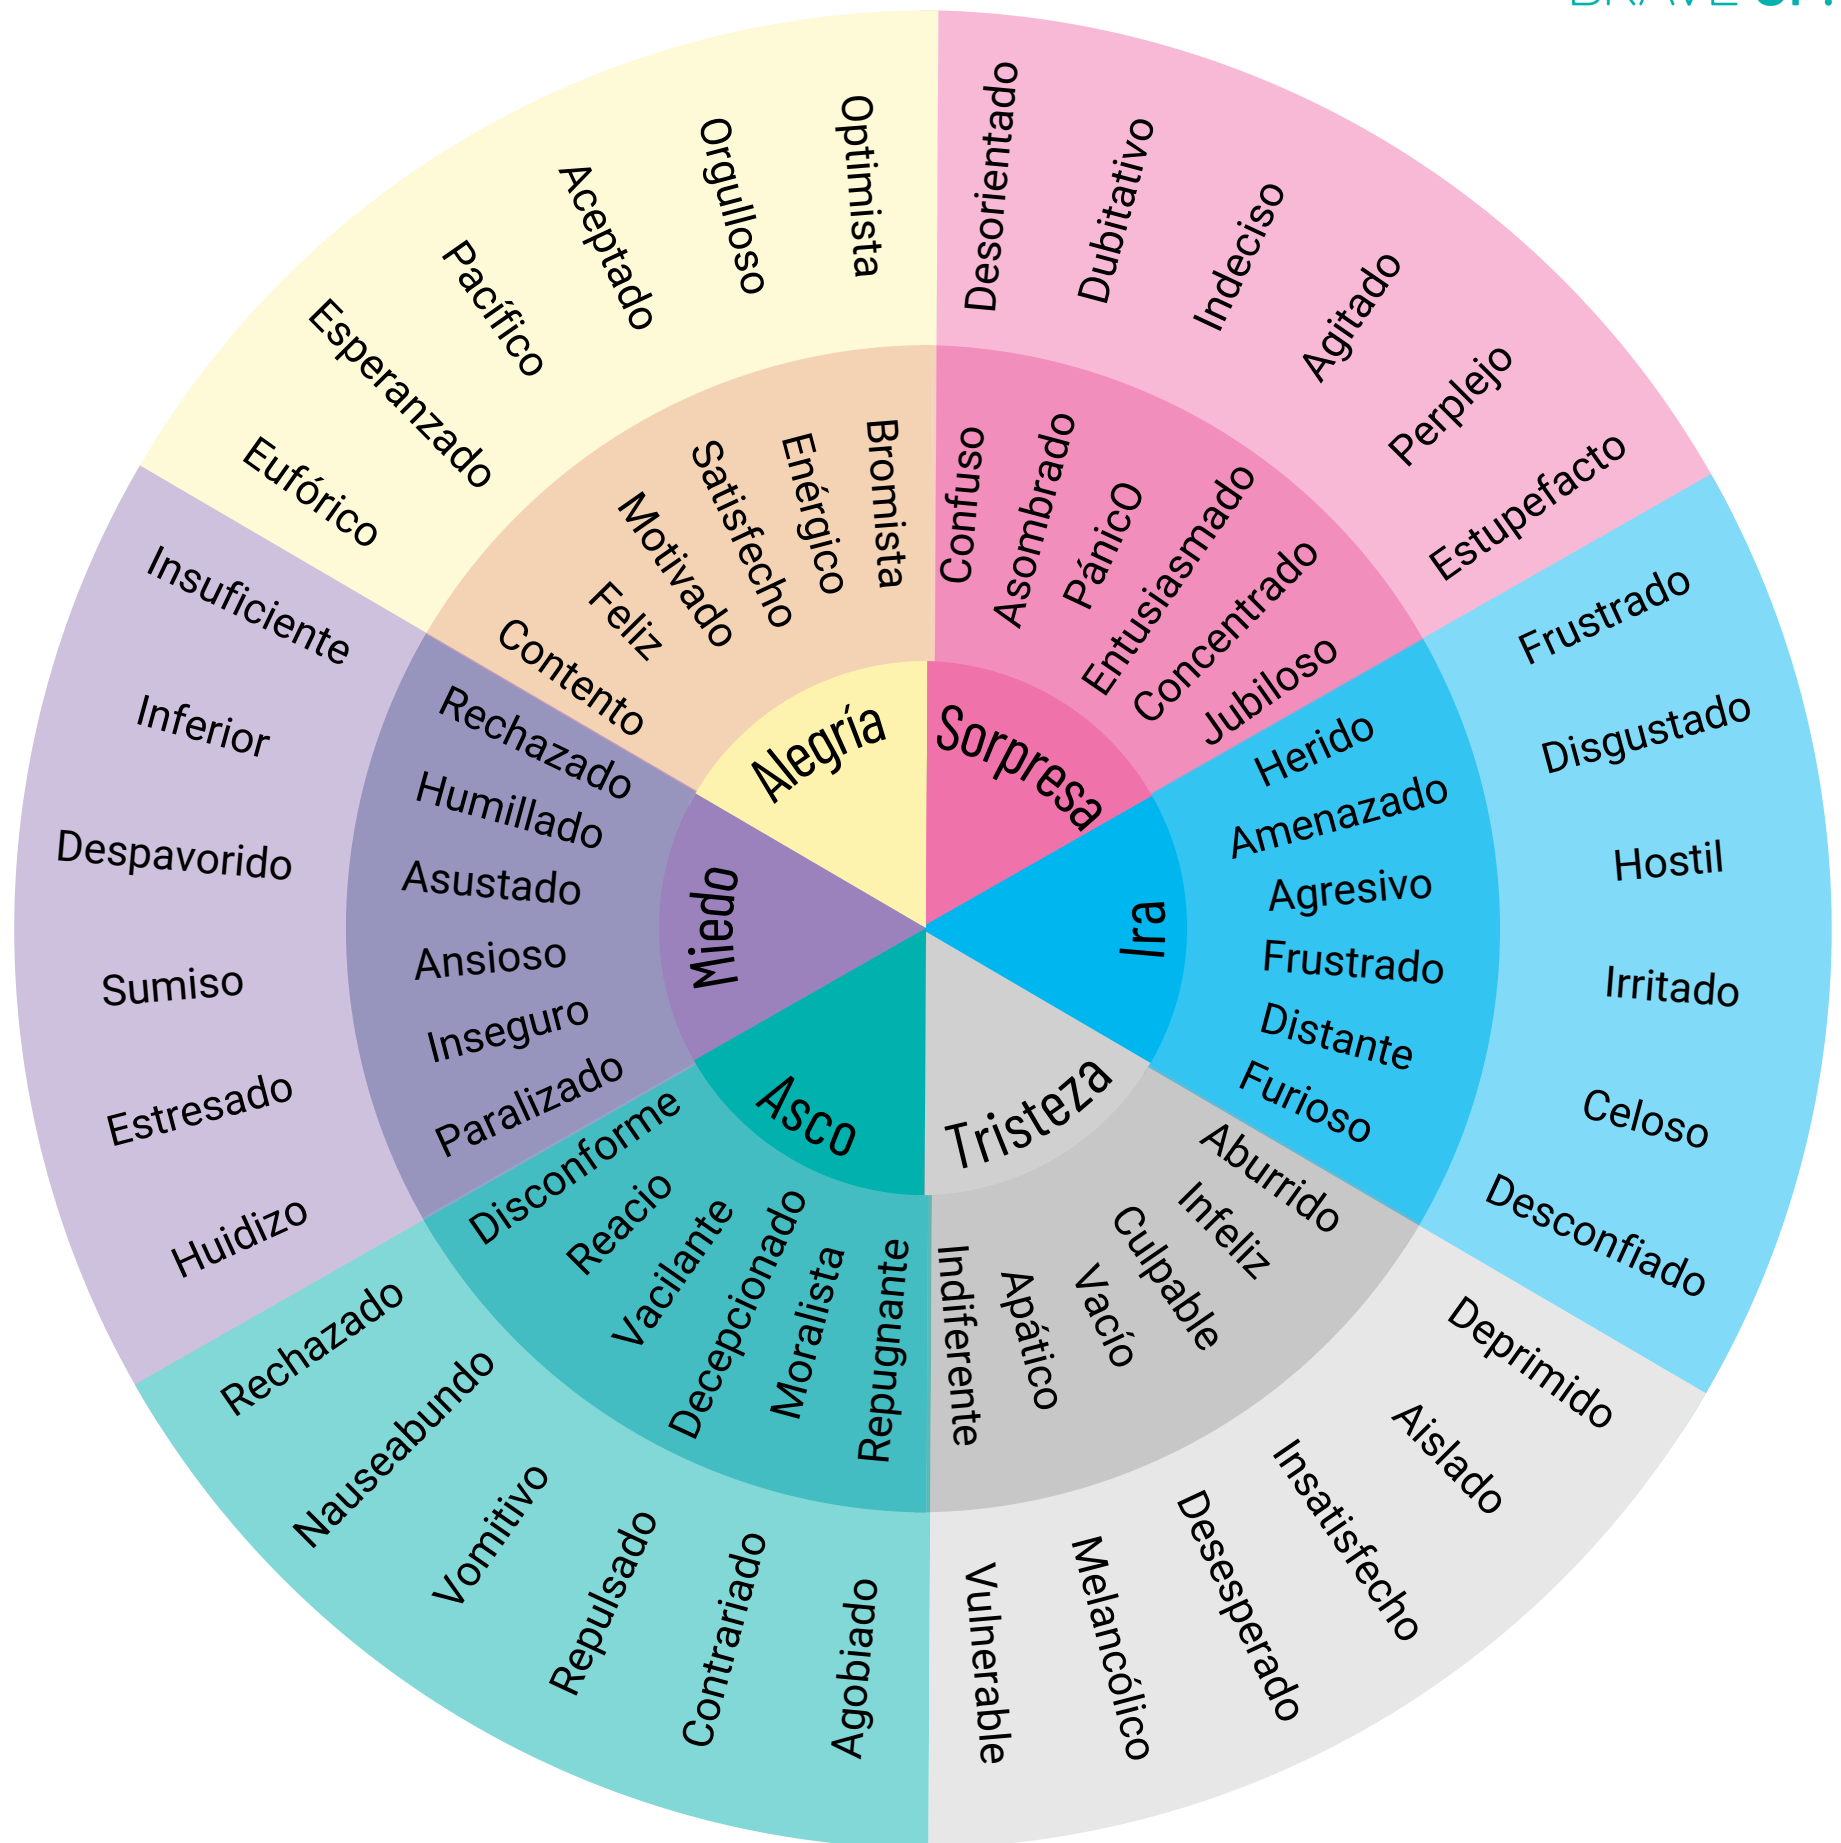 BRAVE
Alegría
Sorpresa
Ira
Tristeza
Asco
Miedo
Contento
Feliz
Motivado
Satisfecho
Enérgico
Bromista
Confuso
Asombrado
PánicO
Entusiasmado
Concentrado
Jubiloso
Herido
Amenazado
Agresivo
Frustrado
Distante
Furioso
Aburrido
Infeliz
Culpable
Vacío
Apático
Indiferente
Repugnante
Moralista
Decepcionado
Vacilante
Reacio
Disconforme
Paralizado
Inseguro
Ansioso
Asustado
Humillado
Rechazado
Eufórico
Esperanzado
Pacífico
Aceptado
Orgulloso
Optimista
Desorientado
Dubitativo
Indeciso
Agitado
Perplejo
Estupefacto
Frustrado
Disgustado
Hostil
Irritado
Celoso
Desconfiado
Deprimido
Aislado
Insatisfecho
Desesperado
Melancólico
Vulnerable
Agobiado
Contrariado
Repulsado
Vomitivo
Nauseabundo
Rechazado
Huidizo
Estresado
Sumiso
Despavorido
Inferior
Insuficiente